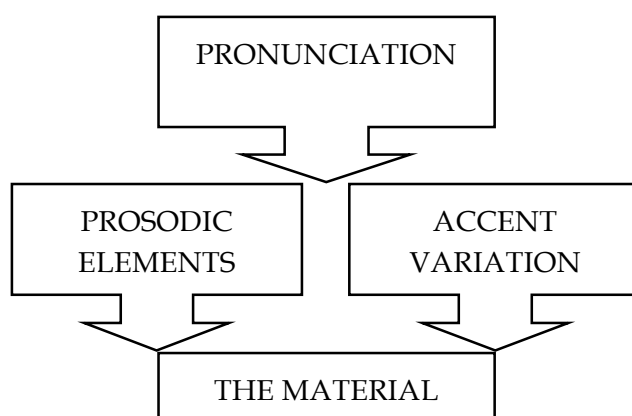 PRONUNCIATION
PROSODIC
ELEMENTS
ACCENT
VARIATION
THE MATERIAL